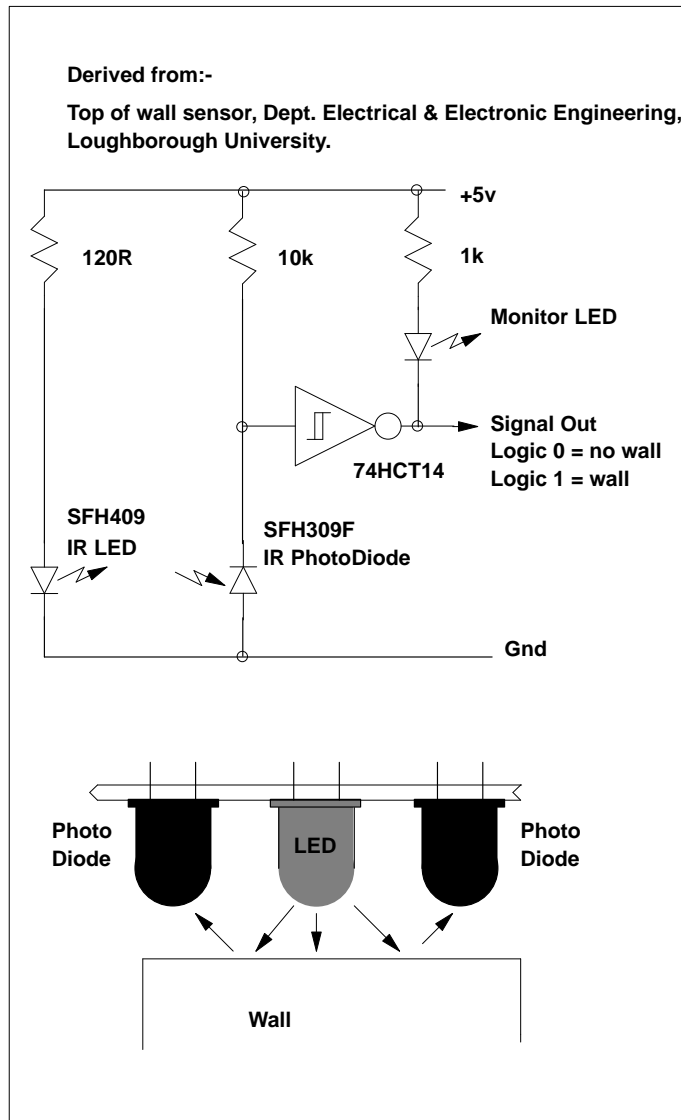 Derived from:-
Top of wall sensor, Dept. Electrical & Electronic Engineering,
Loughborough University.
+5v
120R
10k
1k
Monitor LED
Signal Out
Logic 0 = no wall
Logic 1 = wall
74HCT14
SFH409
IR LED
SFH309F
IR PhotoDiode
Gnd
Photo
Diode
LED
Photo
Diode
Wall